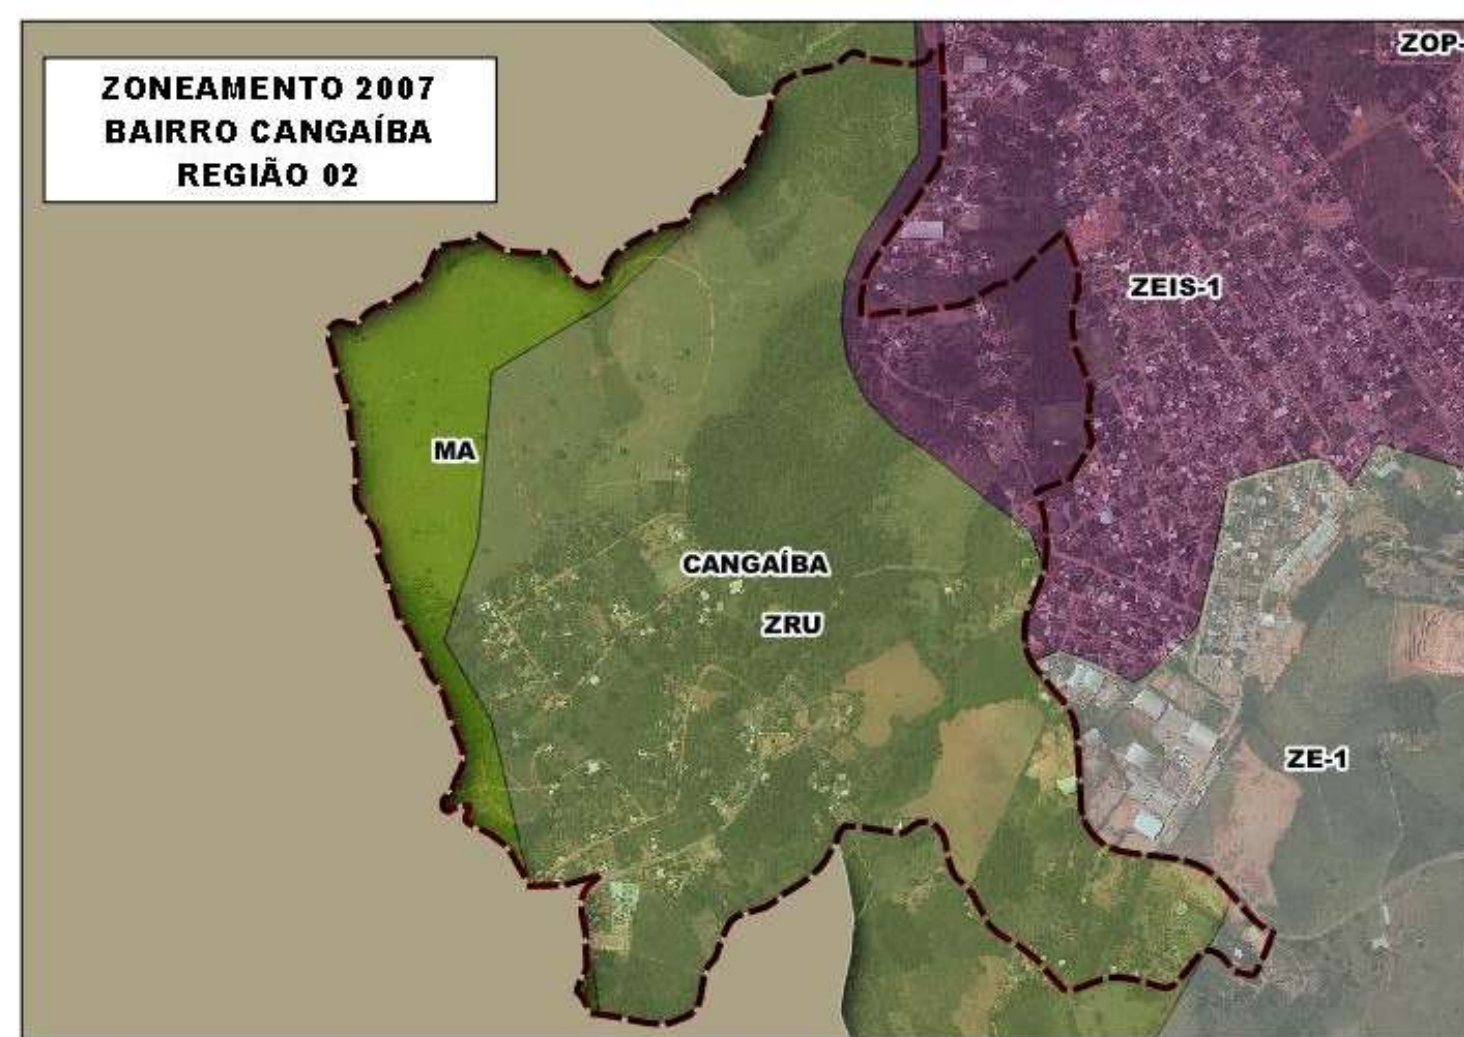 ZONEAMENTO 2007
BAIRRO CANGAÍBA
REGIÃO 02
ZOP-
ZEIS-1
MA
CANGAÍBA
ZRU
ZE-1